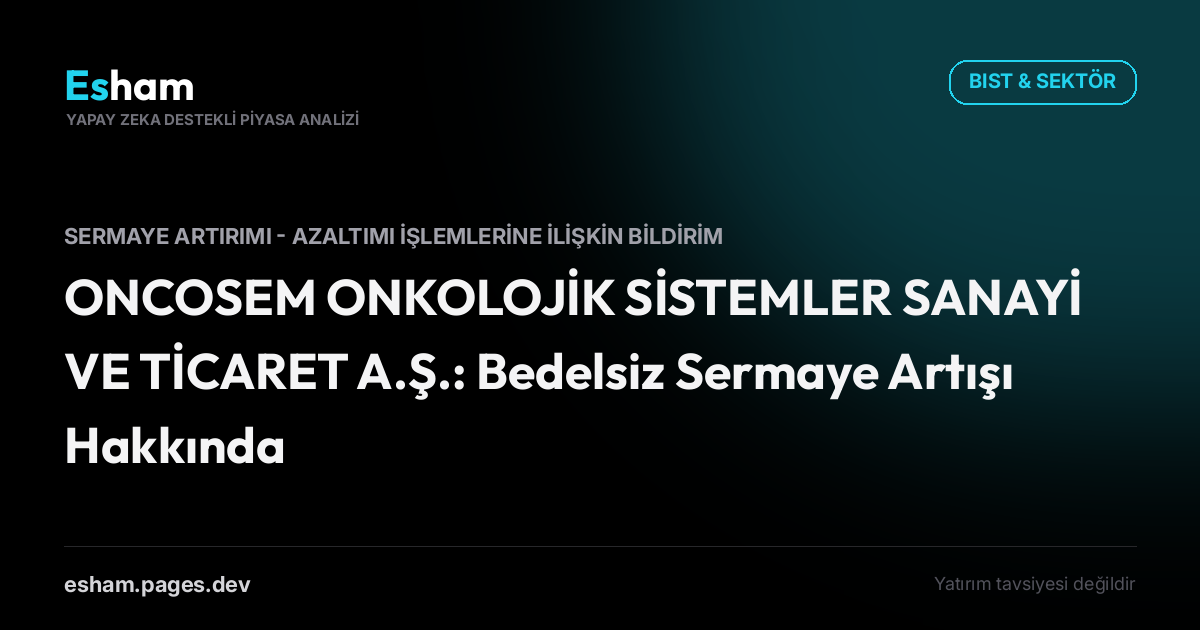 Esham
BIST & SEKTÖR
YAPAY ZEKA DESTEKLİ PİYASA ANALİZİ
SERMAYE ARTIRIMI - AZALTIMI İŞLEMLERİNE İLİŞKİN BİLDİRİM
ONCOSEM ONKOLOJİK SİSTEMLER SANAYİ
VE TİCARET A.Ş.: Bedelsiz Sermaye Artışı
Hakkında
esham.pages.dev
Yatırım tavsiyesi değildir